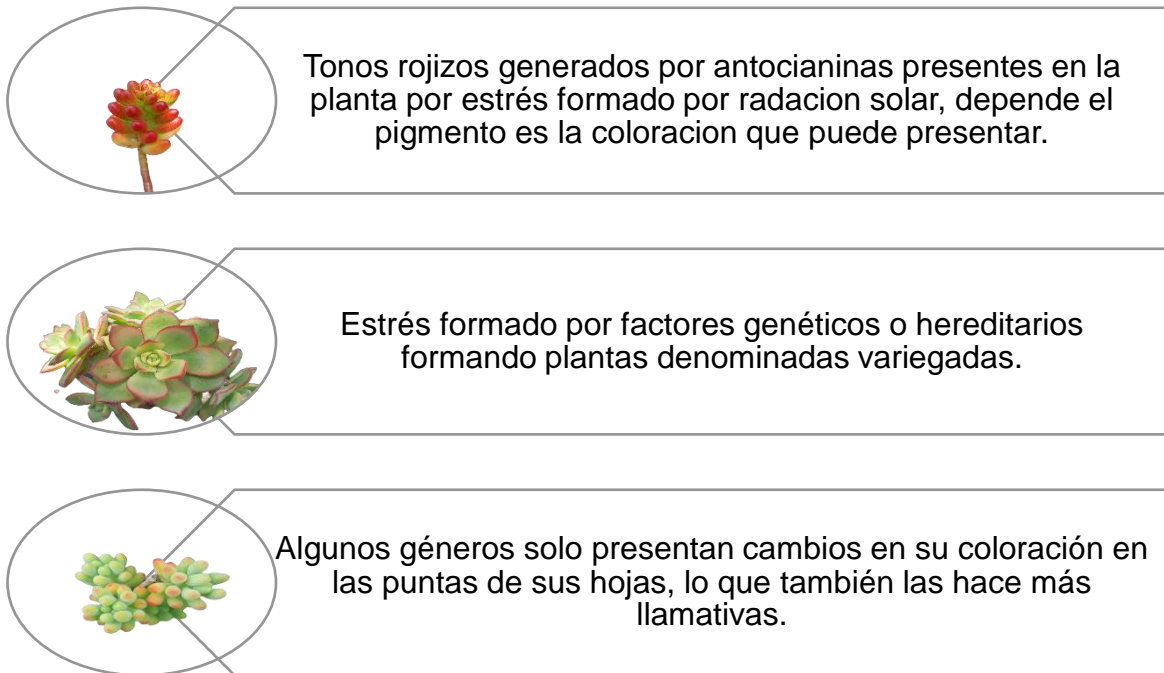 Tonos rojizos generados por antocianinas presentes en la
planta por estrés formado por radacion solar, depende el
pigmento es la coloracion que puede presentar.
Estrés formado por factores genéticos o hereditarios
formando plantas denominadas variegadas.
Algunos géneros solo presentan cambios en su coloración en
las puntas de sus hojas, lo que también las hace más
llamativas.